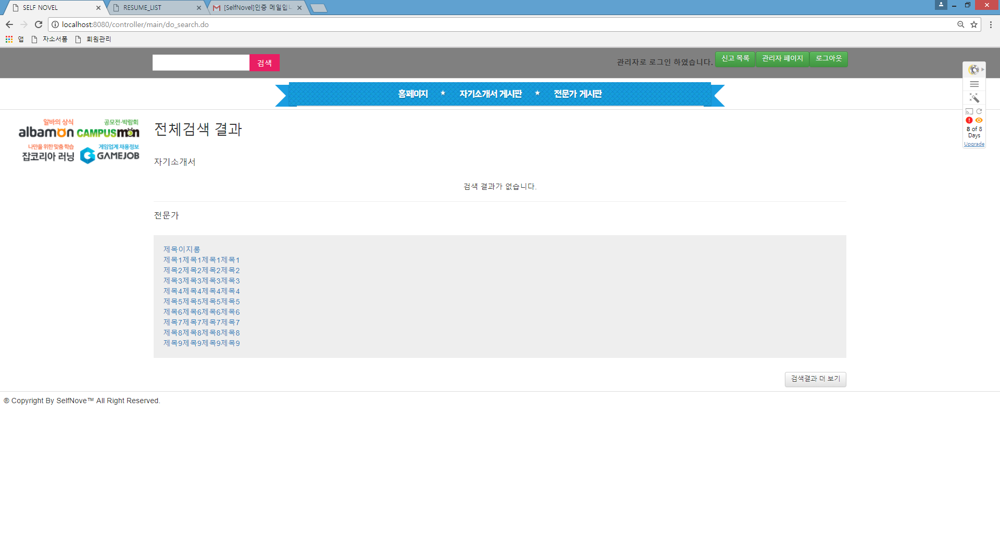 SELF NOVEL
RESUME_LIST
[SelfNovel]인증 메일입니
localhost:8080/controller/main/do_search.do
앱
자소서폼
회원관리
검색
관리자로 로그인 하였습니다.
신고 목록
관리자 페이지
로그아웃
홈페이지 ★ 자기소개서 게시판 ★ 전문가 게시판
8 of 8
Days
Upgrade
알바의 상식
albamon
공모전·박람회
CAMPUSmon
나만을 위한 맞춤 학습
잡코리아 러닝
게임업계 채용정보
GAMEJOB
전체검색 결과
자기소개서
검색 결과가 없습니다.
전문가
제목이지롱
제목1제목1제목1제목1
제목2제목2제목2제목2
제목3제목3제목3제목3
제목4제목4제목4제목4
제목5제목5제목5제목5
제목6제목6제목6제목6
제목7제목7제목7제목7
제목8제목8제목8제목8
제목9제목9제목9제목9
검색결과 더 보기
® Copyright By SelfNove™ All Right Reserved.